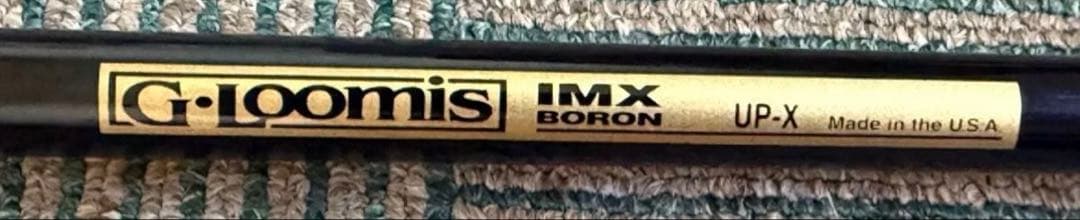 G·Loomis
IMX
BORON
UP-X
Made in the U.S.A